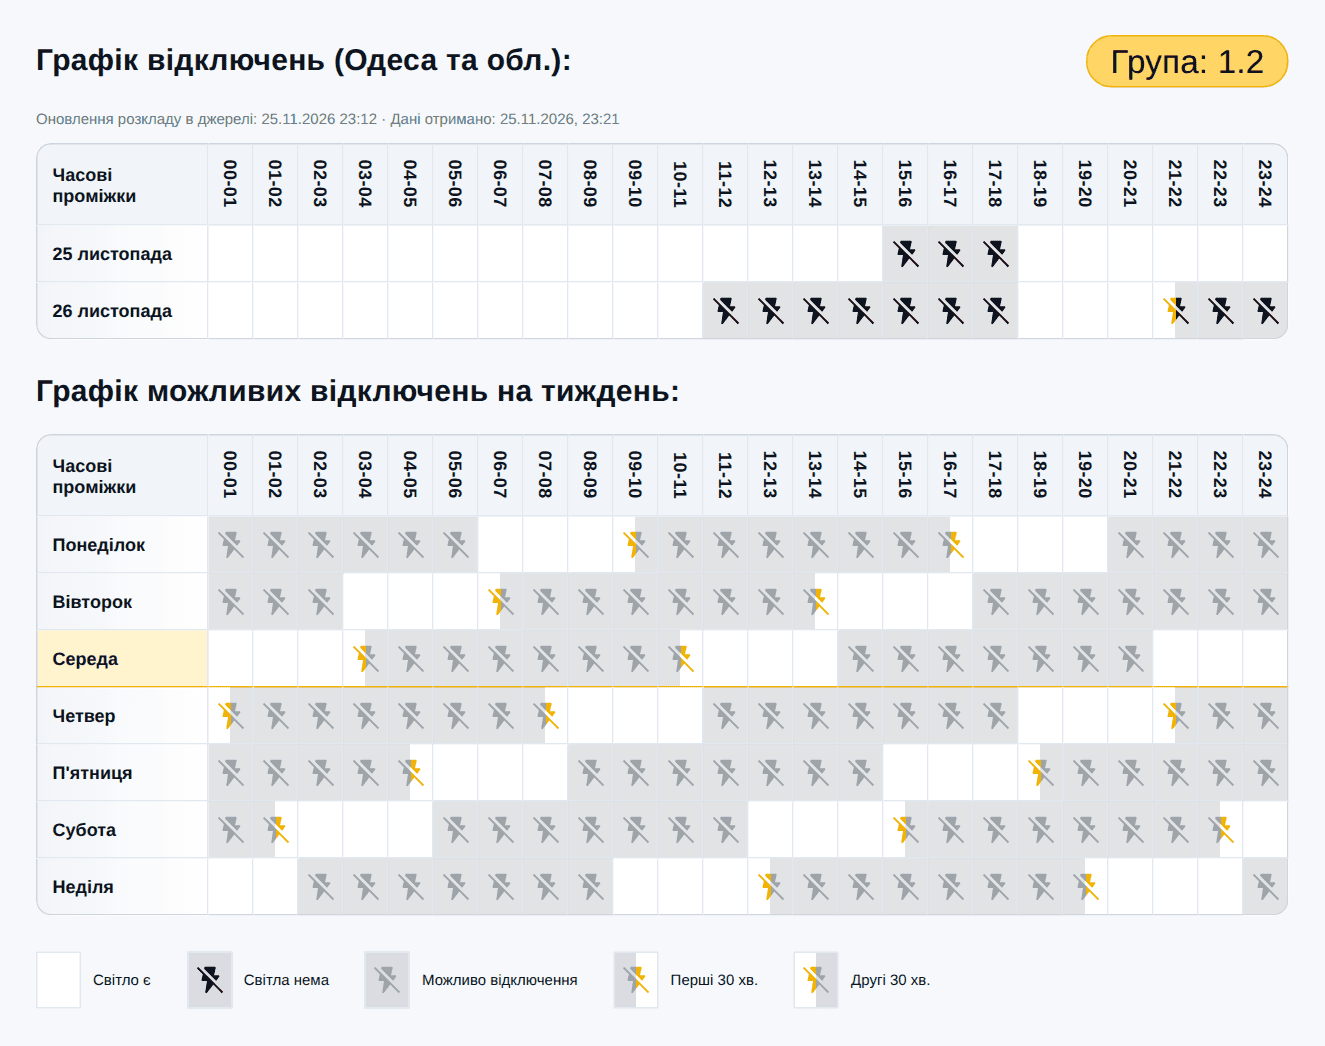 Графік відключень (Одеса та обл.):
Група: 1.2
Оновлення розкладу в джерелі: 25.11.2026 23:12 · Дані отримано: 25.11.2026, 23:21
Часові проміжки 00-01 01-02 02-03 03-04 04-05 05-06 06-07 07-08 08-09 09-10 10-11 11-12 12-13 13-14 14-15 15-16 16-17 17-18 18-19 19-20 20-21 21-22 22-23 23-24
25 листопада
26 листопада
Графік можливих відключень на тиждень:
Часові проміжки 00-01 01-02 02-03 03-04 04-05 05-06 06-07 07-08 08-09 09-10 10-11 11-12 12-13 13-14 14-15 15-16 16-17 17-18 18-19 19-20 20-21 21-22 22-23 23-24
Понеділок
Вівторок
Середа
Четвер
П'ятниця
Субота
Неділя
Світло є Світла нема Можливо відключення Перші 30 хв. Другі 30 хв.